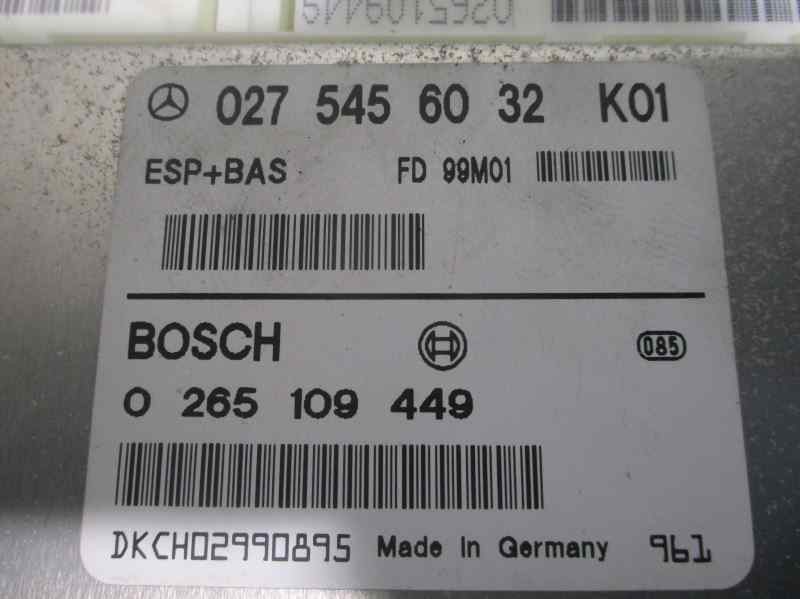 0265109449
027 545 60 32 K01
ESP+BAS FD 99M01
BOSCH 085
0 265 109 449
DKCH02990895 Made in Germany 961